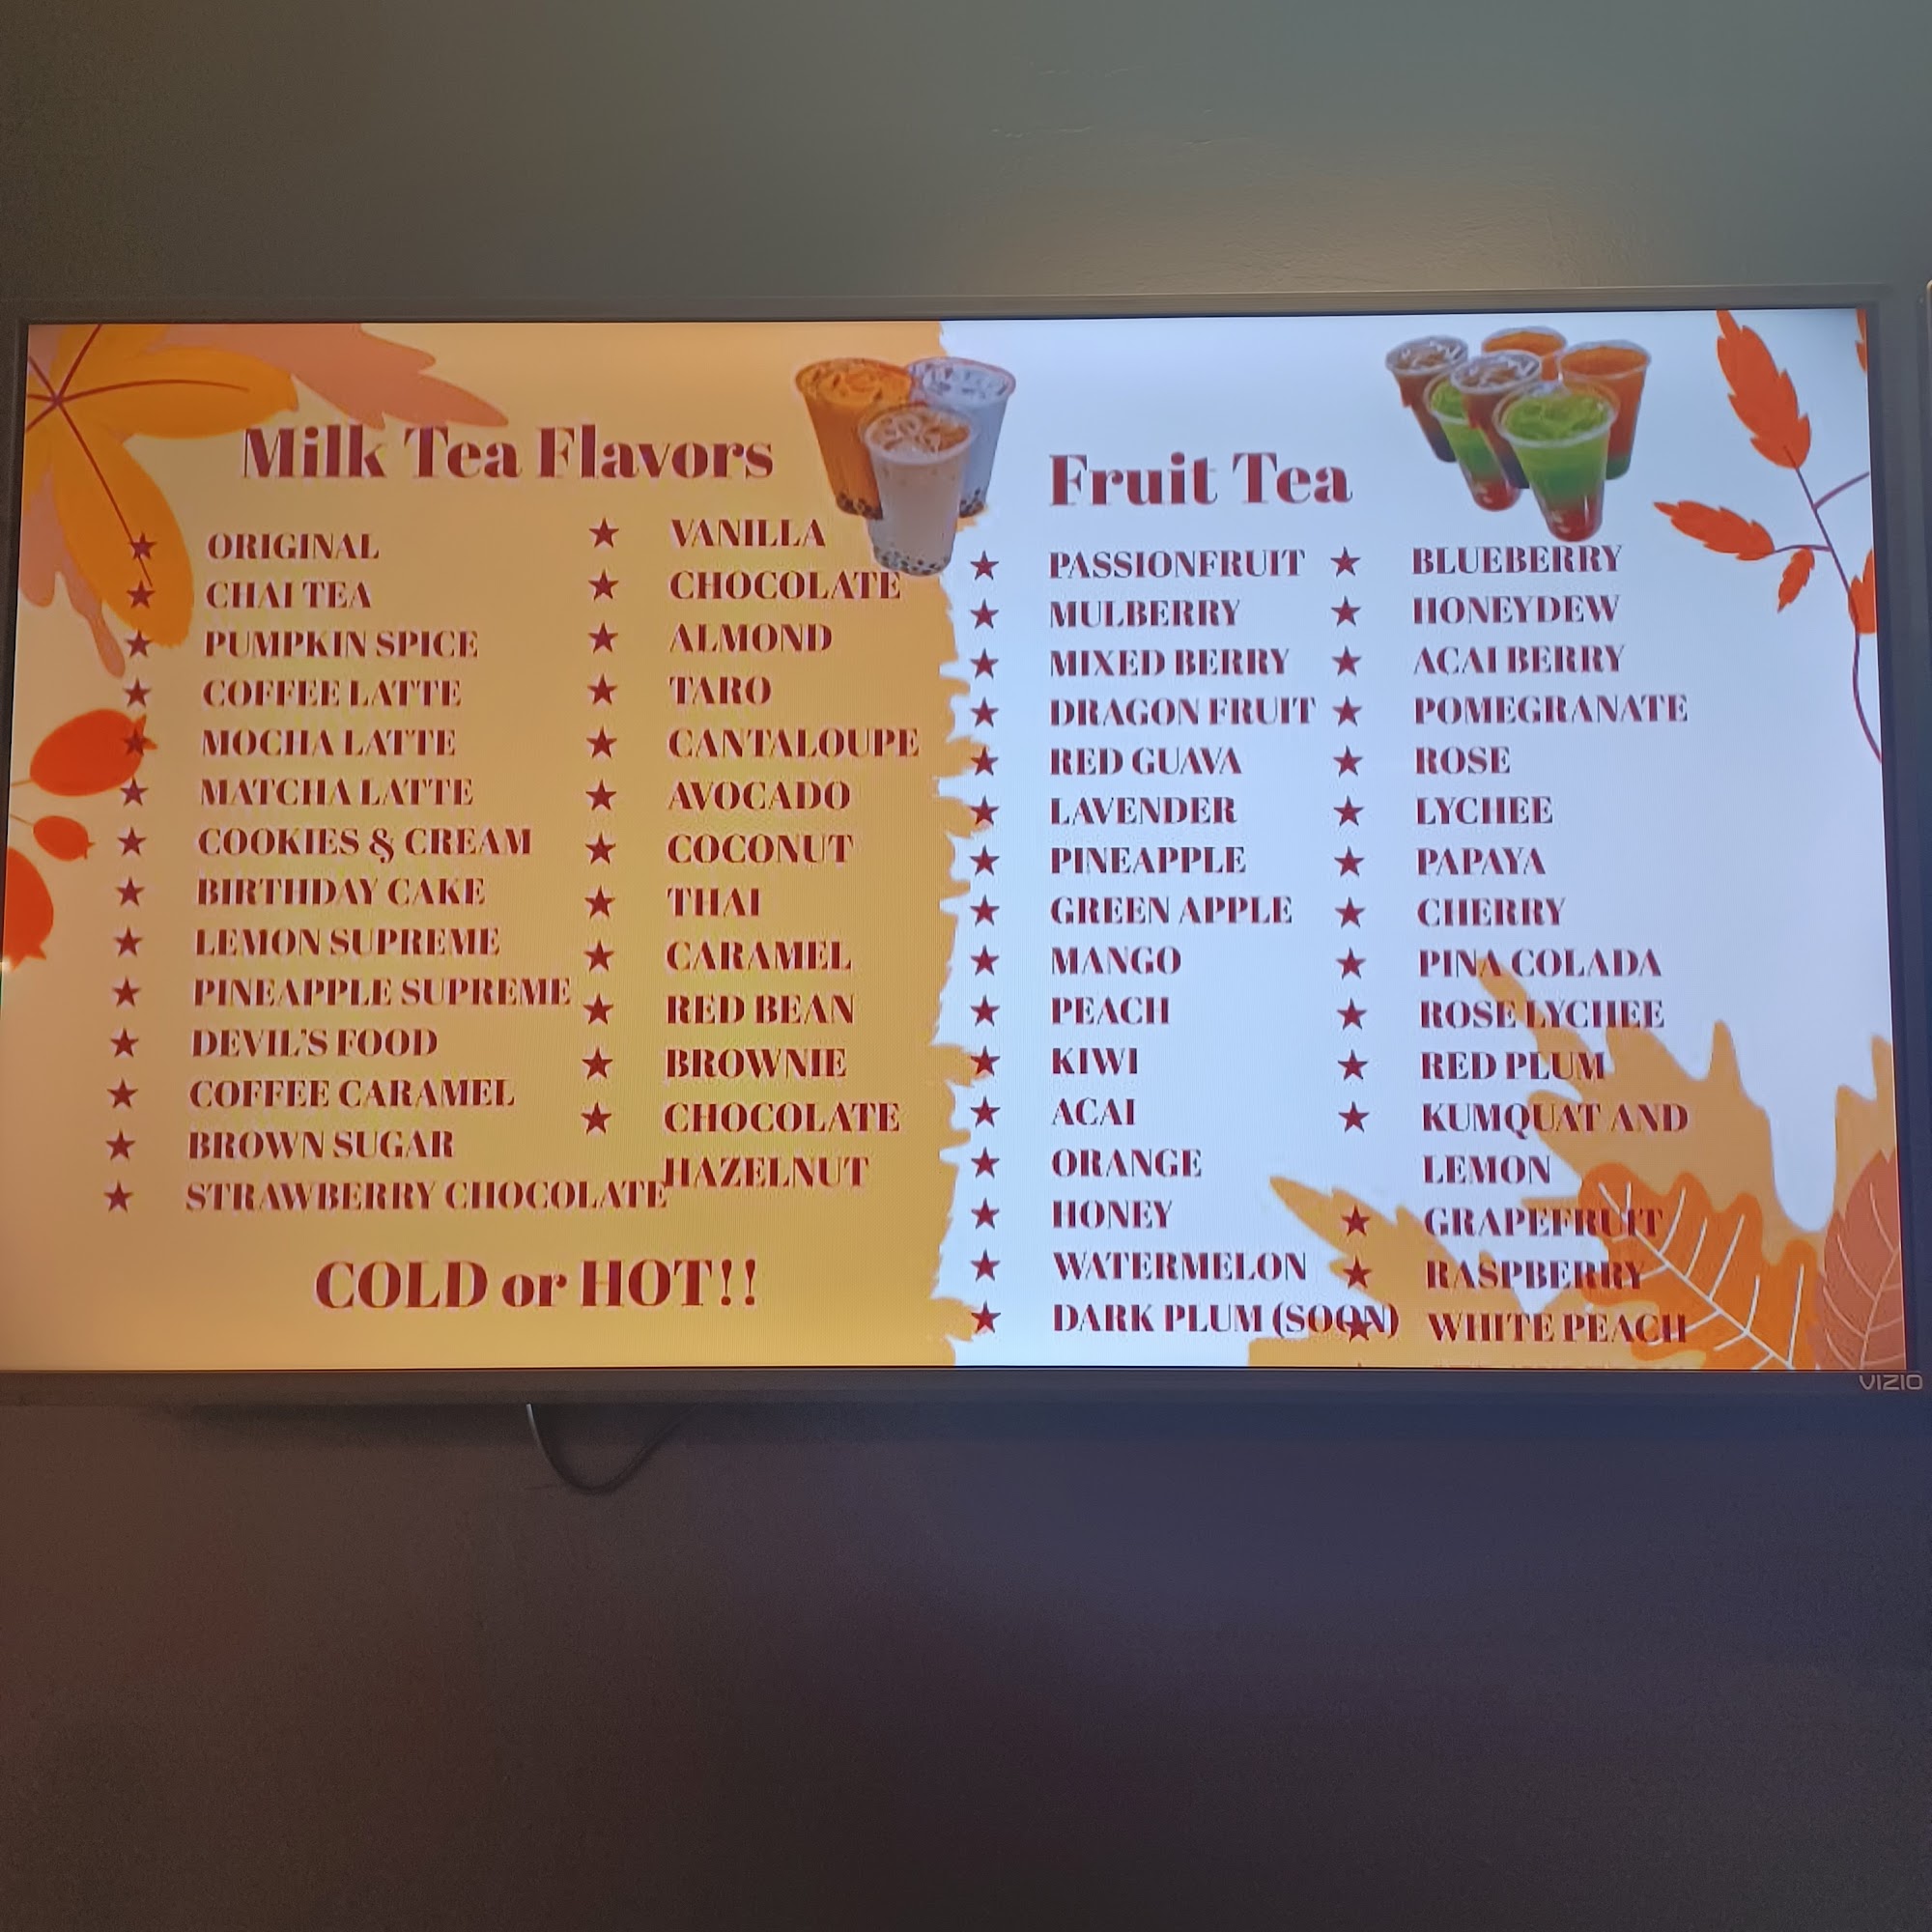 Milk Tea Flavors
ORIGINAL
CHAI TEA
PUMPKIN SPICE
COFFEE LATTE
MOCHA LATTE
MATCHA LATTE
COOKIES & CREAM
BIRTHDAY CAKE
LEMON SUPREME
PINEAPPLE SUPREME
DEVIL'S FOOD
COFFEE CARAMEL
BROWN SUGAR
STRAWBERRY CHOCOLATE
VANILLA
CHOCOLATE
ALMOND
TARO
CANTALOUPE
AVOCADO
COCONUT
THAI
CARAMEL
RED BEAN
BROWNIE
CHOCOLATE
HAZELNUT
COLD or HOT!!
Fruit Tea
PASSIONFRUIT
MULBERRY
MIXED BERRY
DRAGON FRUIT
RED GUAVA
LAVENDER
PINEAPPLE
GREEN APPLE
MANGO
PEACH
KIWI
ACAI
ORANGE
HONEY
WATERMELON
DARK PLUM (SOON)
BLUEBERRY
HONEYDEW
ACAI BERRY
POMEGRANATE
ROSE
LYCHEE
PAPAYA
CHERRY
PINA COLADA
ROSE LYCHEE
RED PLUM
KUMQUAT AND
LEMON
GRAPEFRUIT
RASPBERRY
WHITE PEACH
VIZIO